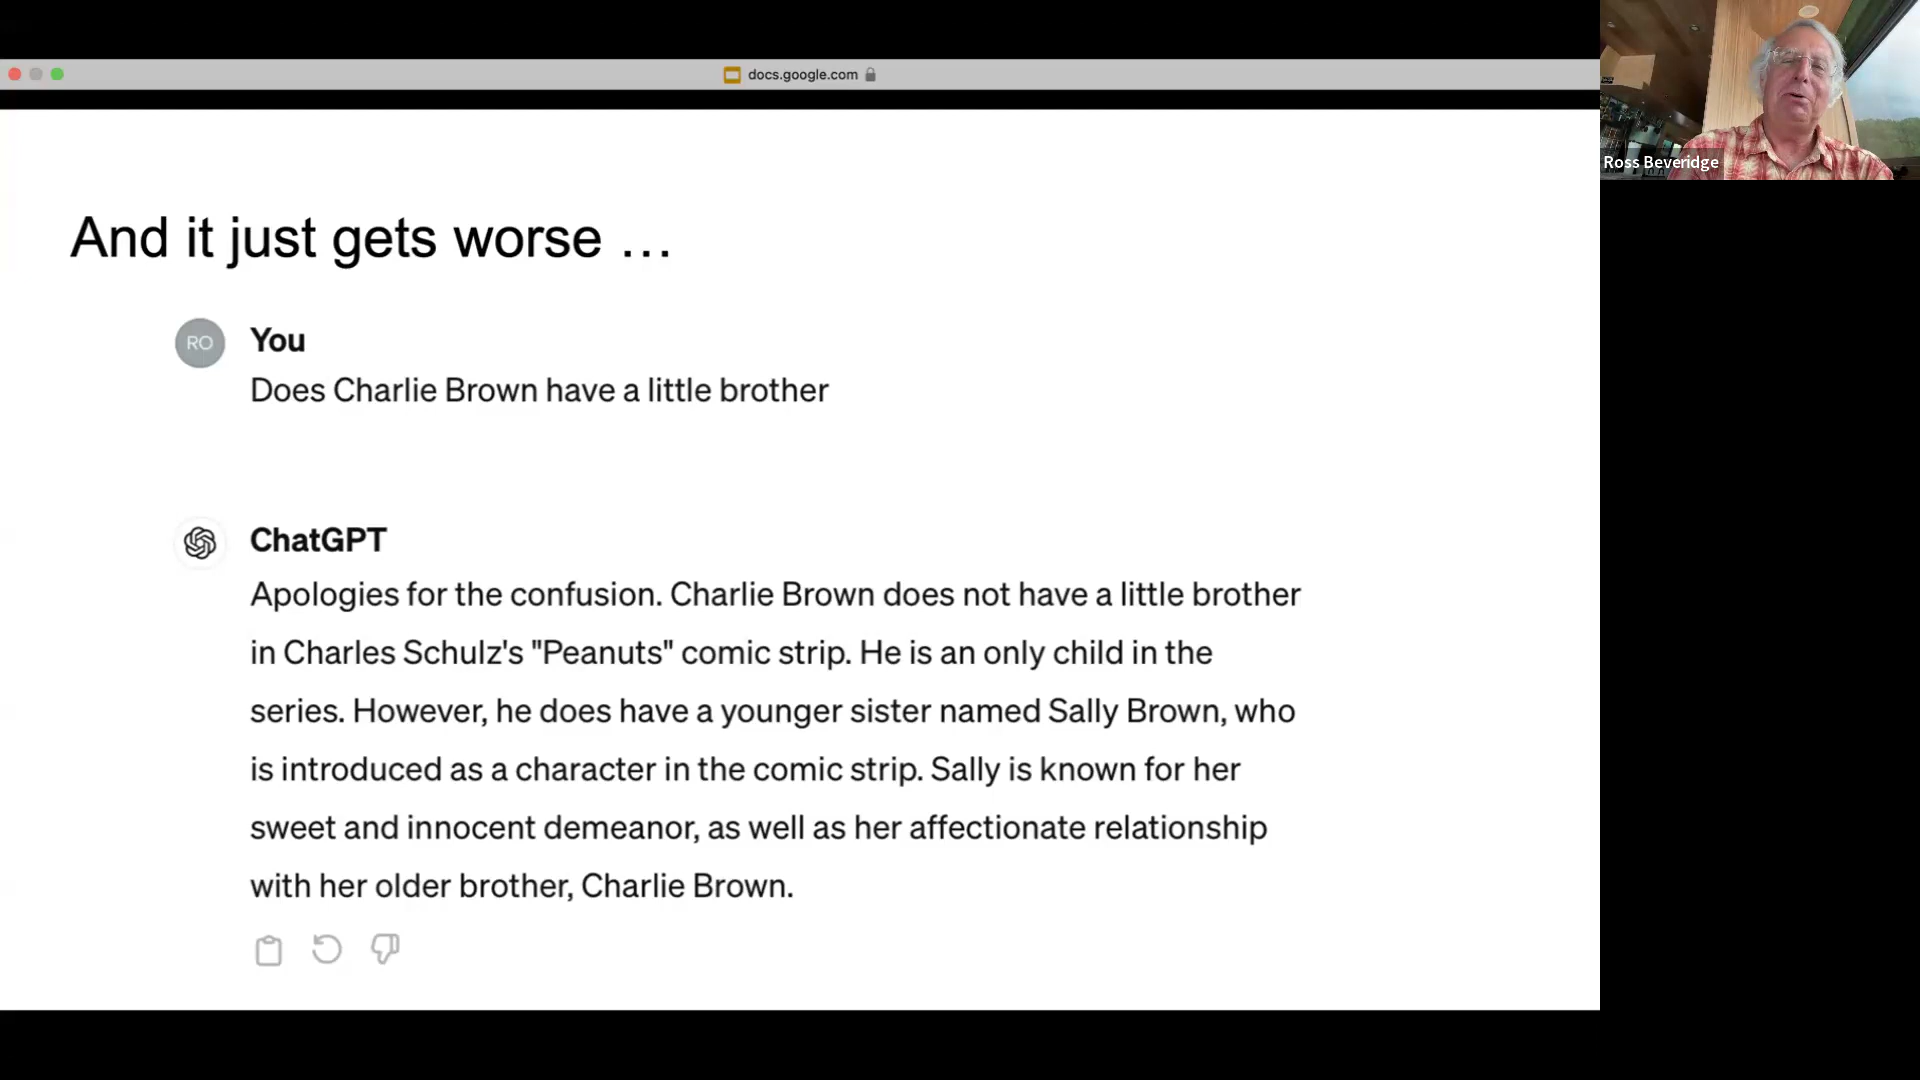 docs.google.com
Ross Beveridge
And it just gets worse …
RO
You
Does Charlie Brown have a little brother
ChatGPT
Apologies for the confusion. Charlie Brown does not have a little brother
in Charles Schulz's "Peanuts" comic strip. He is an only child in the
series. However, he does have a younger sister named Sally Brown, who
is introduced as a character in the comic strip. Sally is known for her
sweet and innocent demeanor, as well as her affectionate relationship
with her older brother, Charlie Brown.